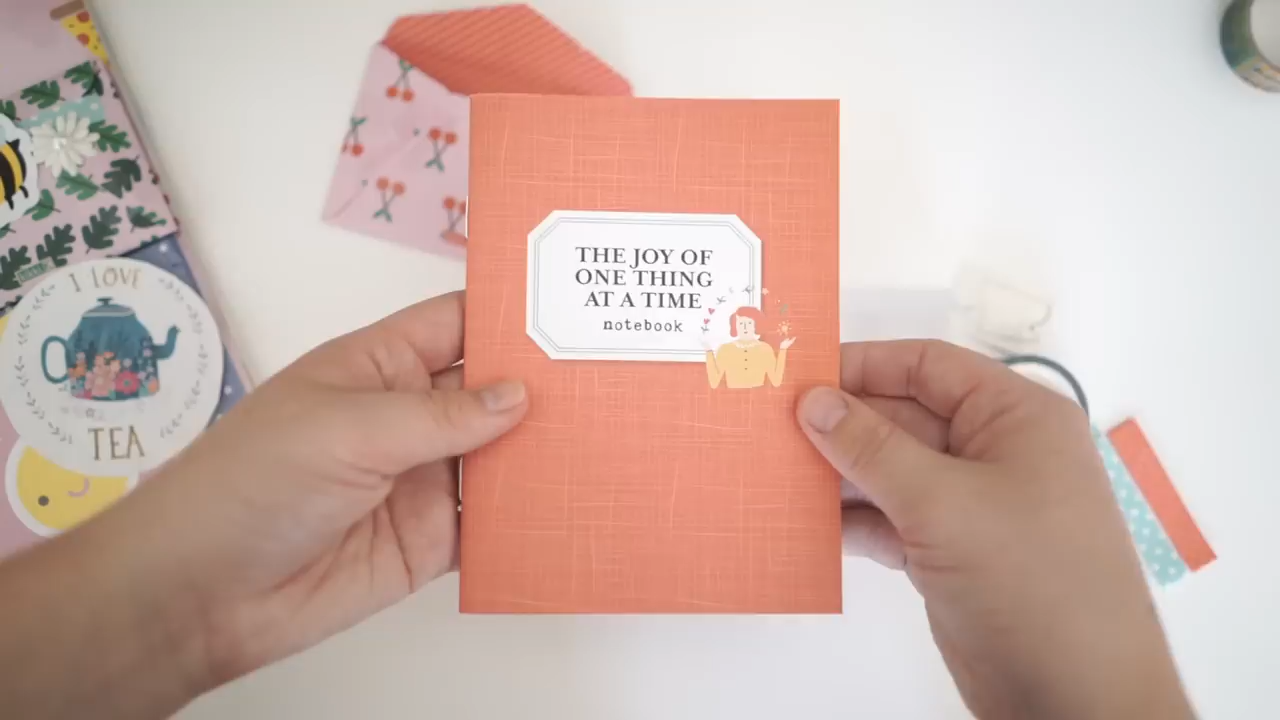 THE JOY OF
ONE THING
AT A TIME
notebook
I LOVE
TEA